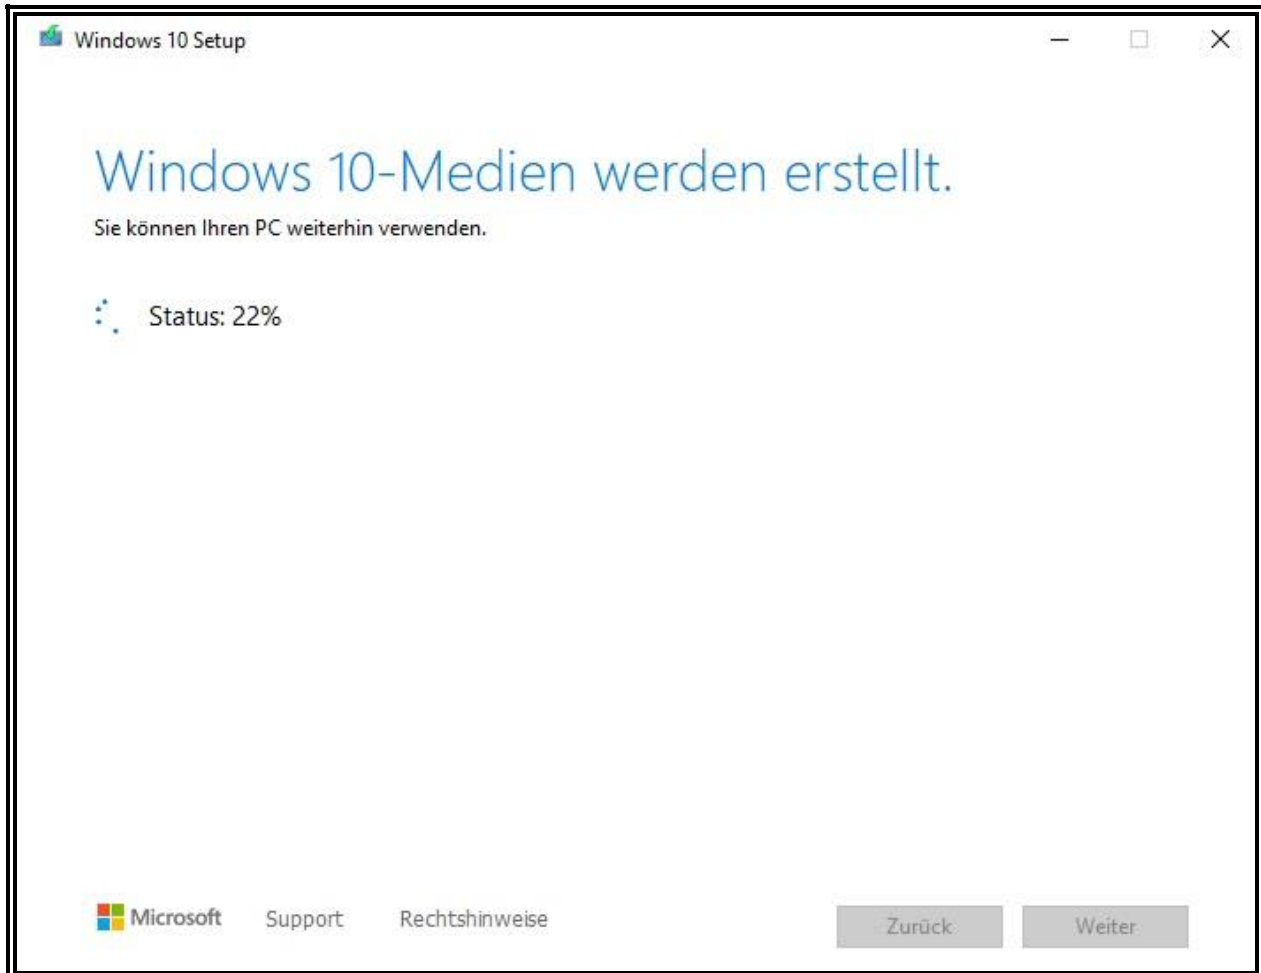 Windows 10 Setup
Windows 10-Medien werden erstellt.
Sie können Ihren PC weiterhin verwenden.
Status: 22%
Microsoft Support Rechtshinweise Zurück Weiter